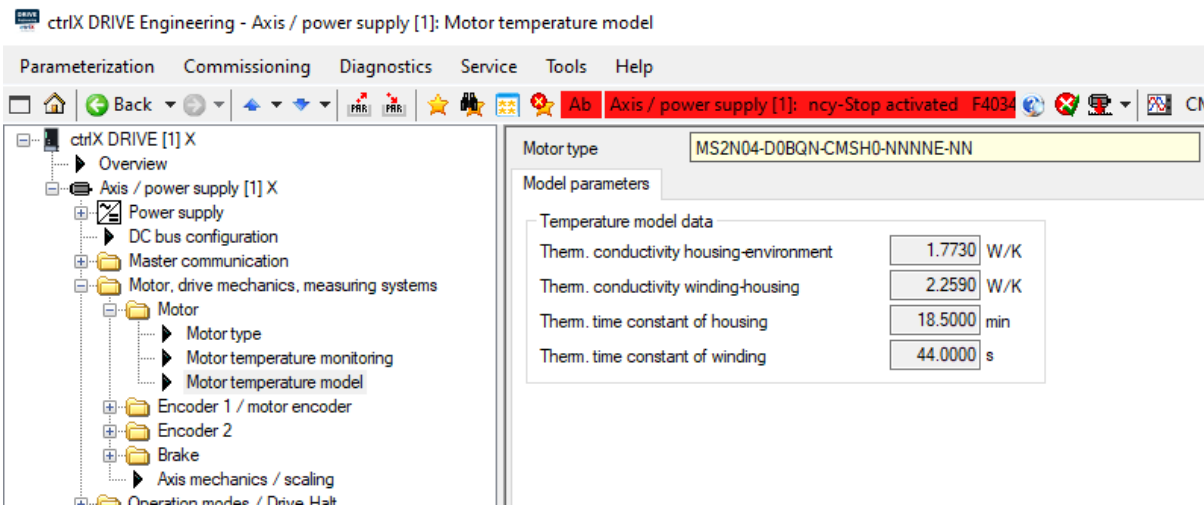 DRIVE ctrlX DRIVE Engineering - Axis / power supply [1]: Motor temperature model
Parameterization Commissioning Diagnostics Service Tools Help
Back PAR PAR Ab Axis / power supply [1]: ncy-Stop activated F4034 CM
ctrlX DRIVE [1] X
Overview
Axis / power supply [1] X
Power supply
DC bus configuration
Master communication
Motor, drive mechanics, measuring systems
Motor
Motor type
Motor temperature monitoring
Motor temperature model
Encoder 1 / motor encoder
Encoder 2
Brake
Axis mechanics / scaling
Operation modes / Drive Halt
Motor type MS2N04-D0BQN-CMSH0-NNNNE-NN
Model parameters
Temperature model data
Therm. conductivity housing-environment 1.7730 W/K
Therm. conductivity winding-housing 2.2590 W/K
Therm. time constant of housing 18.5000 min
Therm. time constant of winding 44.0000 s